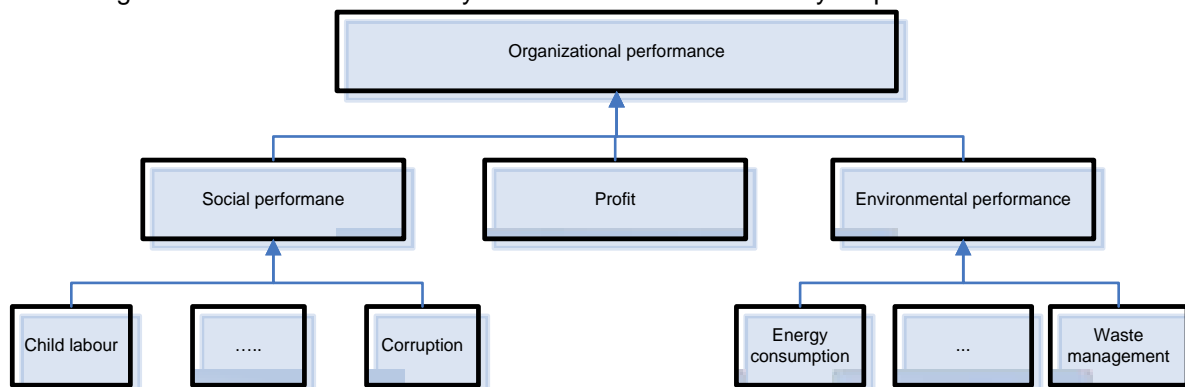 Organizational performance
Social performane
Profit
Environmental performance
Child labour
…..
Corruption
Energy
consumption
...
Waste
management